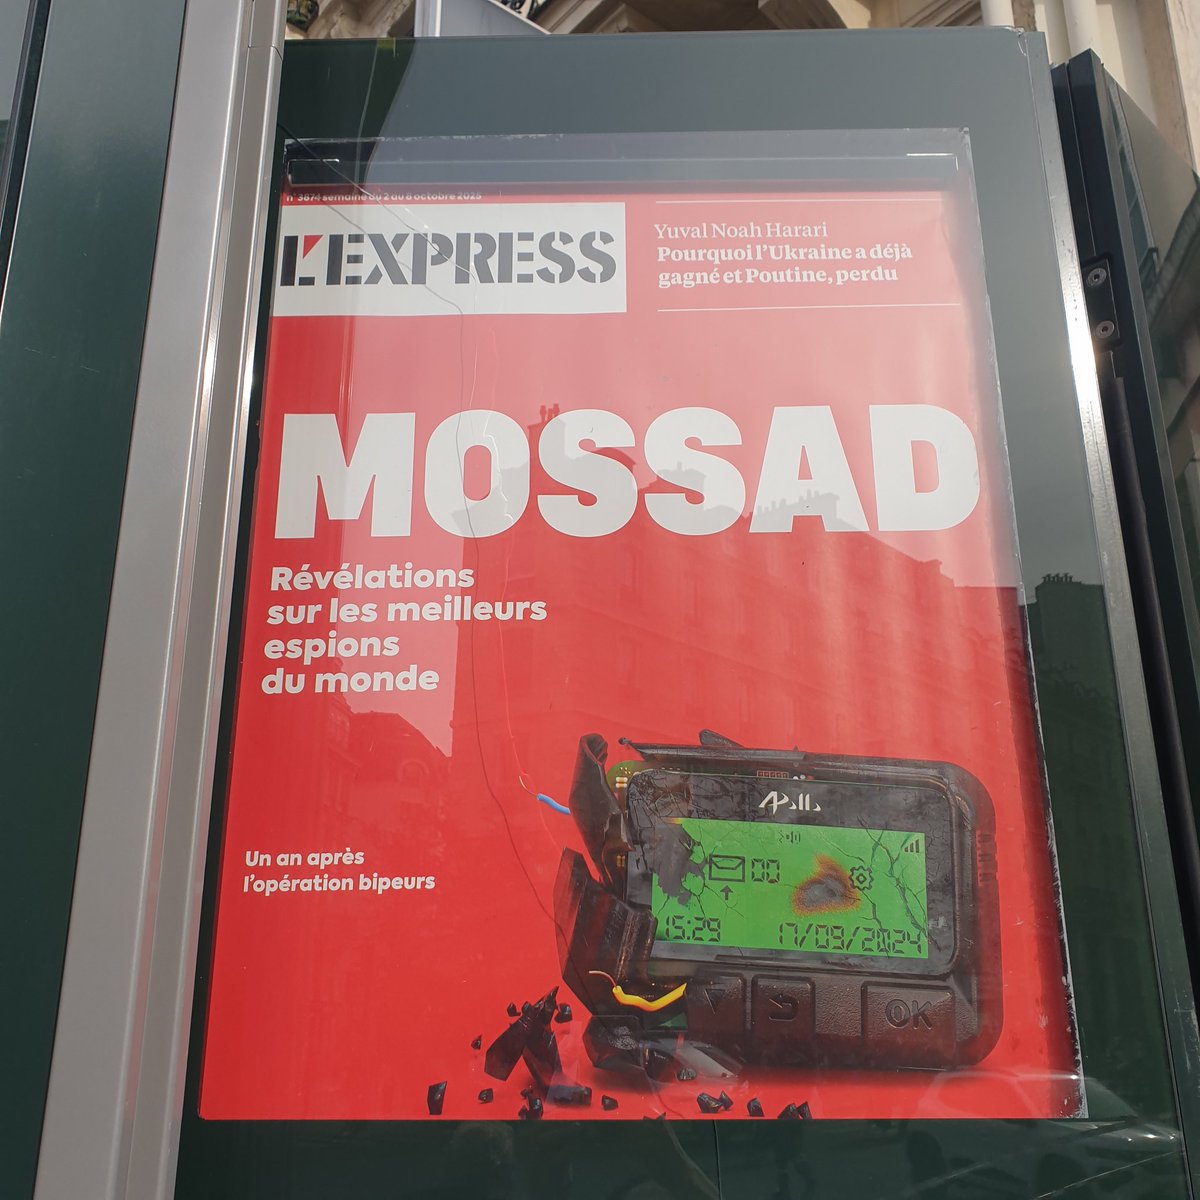 n°3874 semaine du 2 au 8 octobre 2025
L'EXPRESS
Yuval Noah Harari
Pourquoi l'Ukraine a déjà
gagné et Poutine, perdu
MOSSAD
Révélations
sur les meilleurs
espions
du monde
Un an après
l'opération bipeurs
00
15:29 17/09/2024
OK